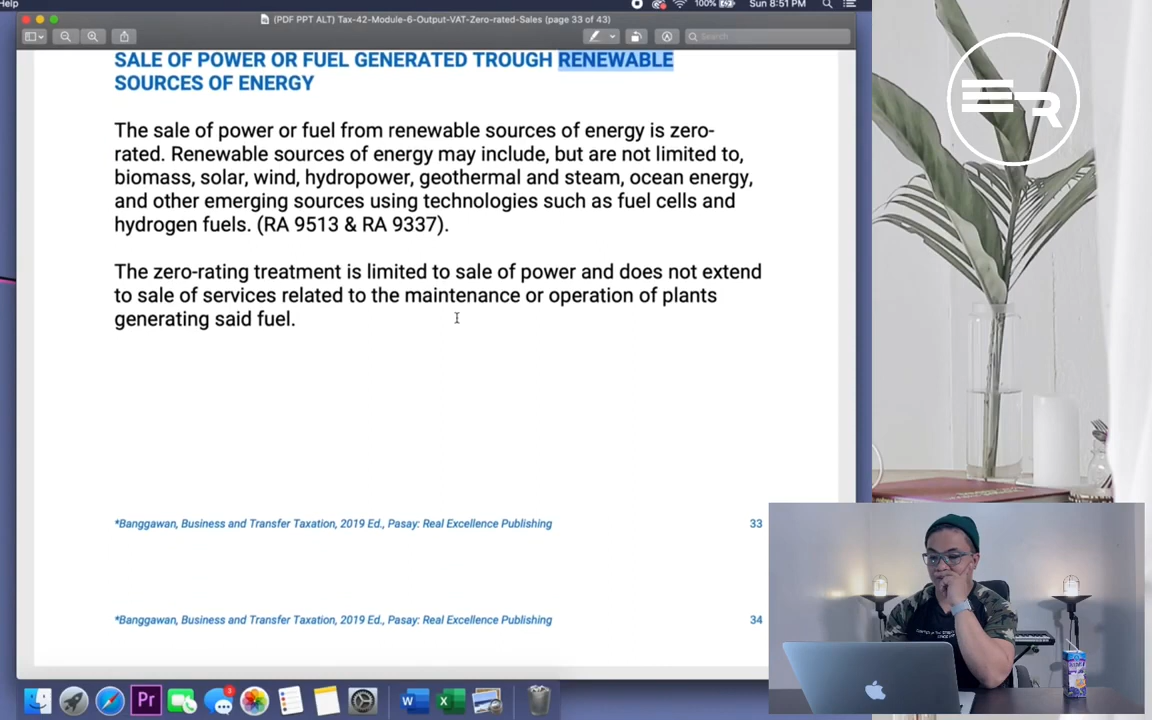 Help
100%
Sun 8:51 PM
(PDF PPT ALT) Tax-42-Module-6-Output-VAT-Zero-rated-Sales (page 33 of 43)
Search
SALE OF POWER OR FUEL GENERATED TROUGH RENEWABLE
SOURCES OF ENERGY
The sale of power or fuel from renewable sources of energy is zero-
rated. Renewable sources of energy may include, but are not limited to,
biomass, solar, wind, hydropower, geothermal and steam, ocean energy,
and other emerging sources using technologies such as fuel cells and
hydrogen fuels. (RA 9513 & RA 9337).
The zero-rating treatment is limited to sale of power and does not extend
to sale of services related to the maintenance or operation of plants
generating said fuel.
*Banggawan, Business and Transfer Taxation, 2019 Ed., Pasay: Real Excellence Publishing
33
*Banggawan, Business and Transfer Taxation, 2019 Ed., Pasay: Real Excellence Publishing
34
ER
Pr
3
W
X